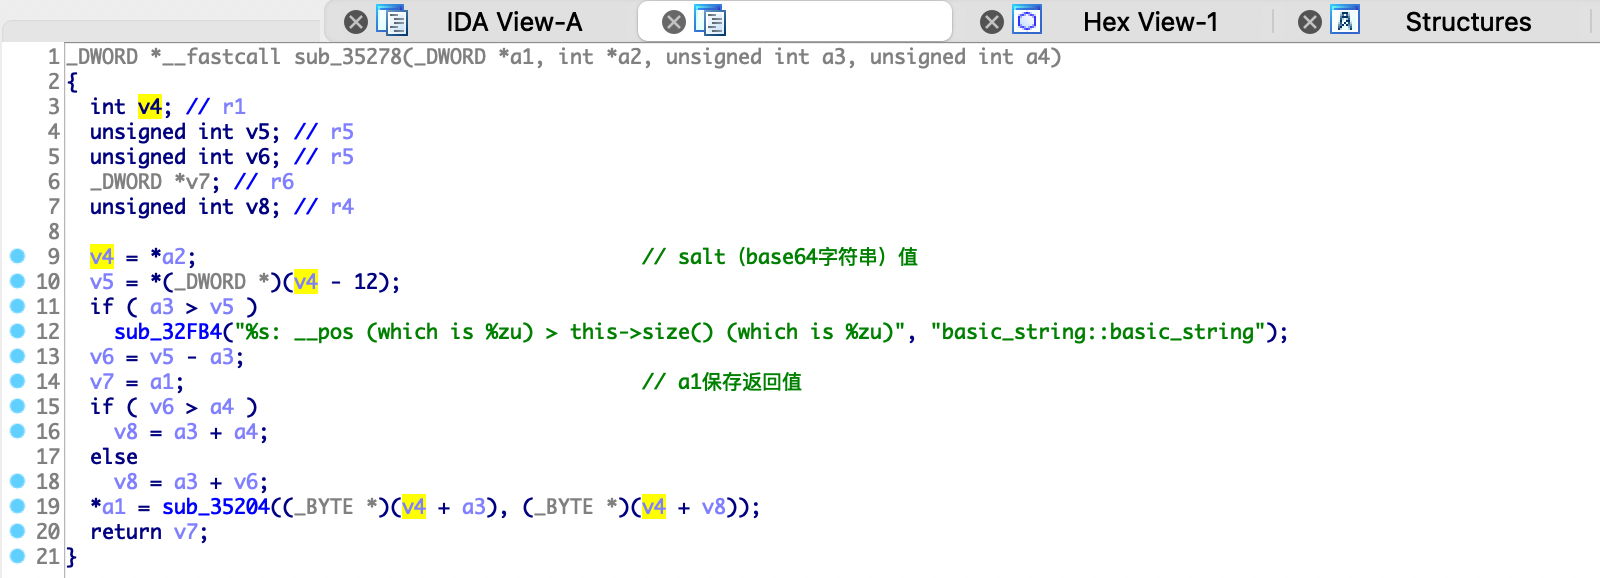 IDA View-A
Hex View-1
Structures
1 _DWORD *__fastcall sub_35278(_DWORD *a1, int *a2, unsigned int a3, unsigned int a4)
2 {
3 int v4; // r1
4 unsigned int v5; // r5
5 unsigned int v6; // r5
6 _DWORD *v7; // r6
7 unsigned int v8; // r4
8
9 v4 = *a2; // salt（base64字符串）值
10 v5 = *(_DWORD *)(v4 - 12);
11 if ( a3 > v5 )
12 sub_32FB4("%s: __pos (which is %zu) > this->size() (which is %zu)", "basic_string::basic_string");
13 v6 = v5 - a3;
14 v7 = a1; // a1保存返回值
15 if ( v6 > a4 )
16 v8 = a3 + a4;
17 else
18 v8 = a3 + v6;
19 *a1 = sub_35204((_BYTE *)(v4 + a3), (_BYTE *)(v4 + v8));
20 return v7;
21 }